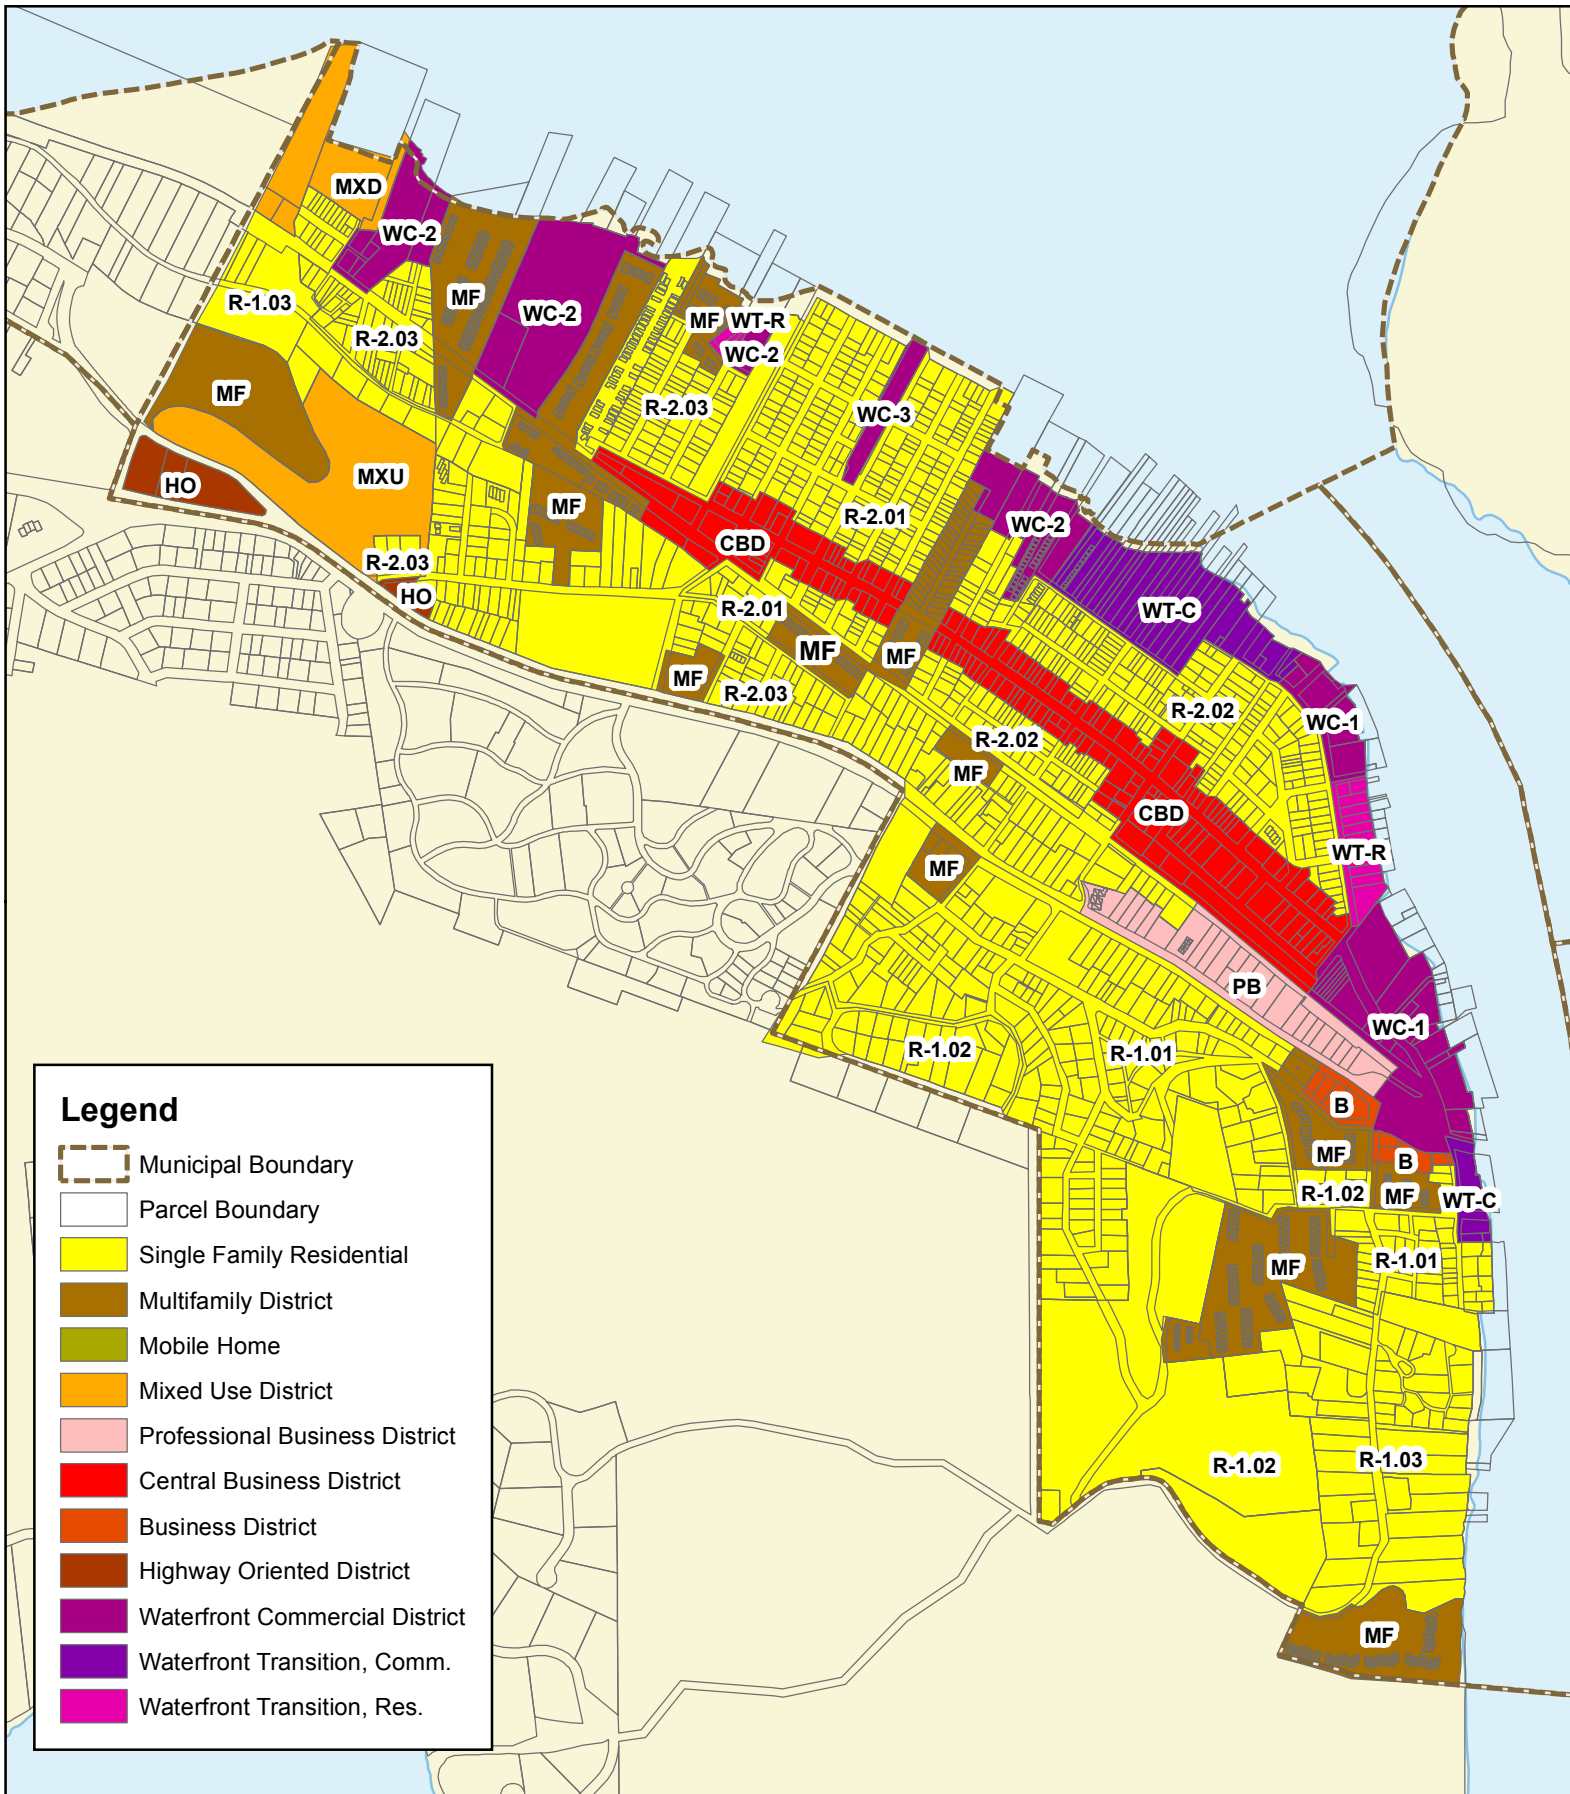 MXD
WC-2
R-1.03
MF
R-2.03
WC-2
MF
WT-R
WC-2
MF
R-2.03
WC-3
HO
MXU
MF
R-2.01
WC-2
CBD
R-2.03
HO
R-2.01
WT-C
MF
MF
MF
R-2.03
R-2.02
WC-1
R-2.02
MF
CBD
WT-R
MF
PB
WC-1
R-1.02
R-1.01
B
MF
B
R-1.02
MF
WT-C
MF
R-1.01
R-1.02
R-1.03
MF
Legend
Municipal Boundary
Parcel Boundary
Single Family Residential
Multifamily District
Mobile Home
Mixed Use District
Professional Business District
Central Business District
Business District
Highway Oriented District
Waterfront Commercial District
Waterfront Transition, Comm.
Waterfront Transition, Res.